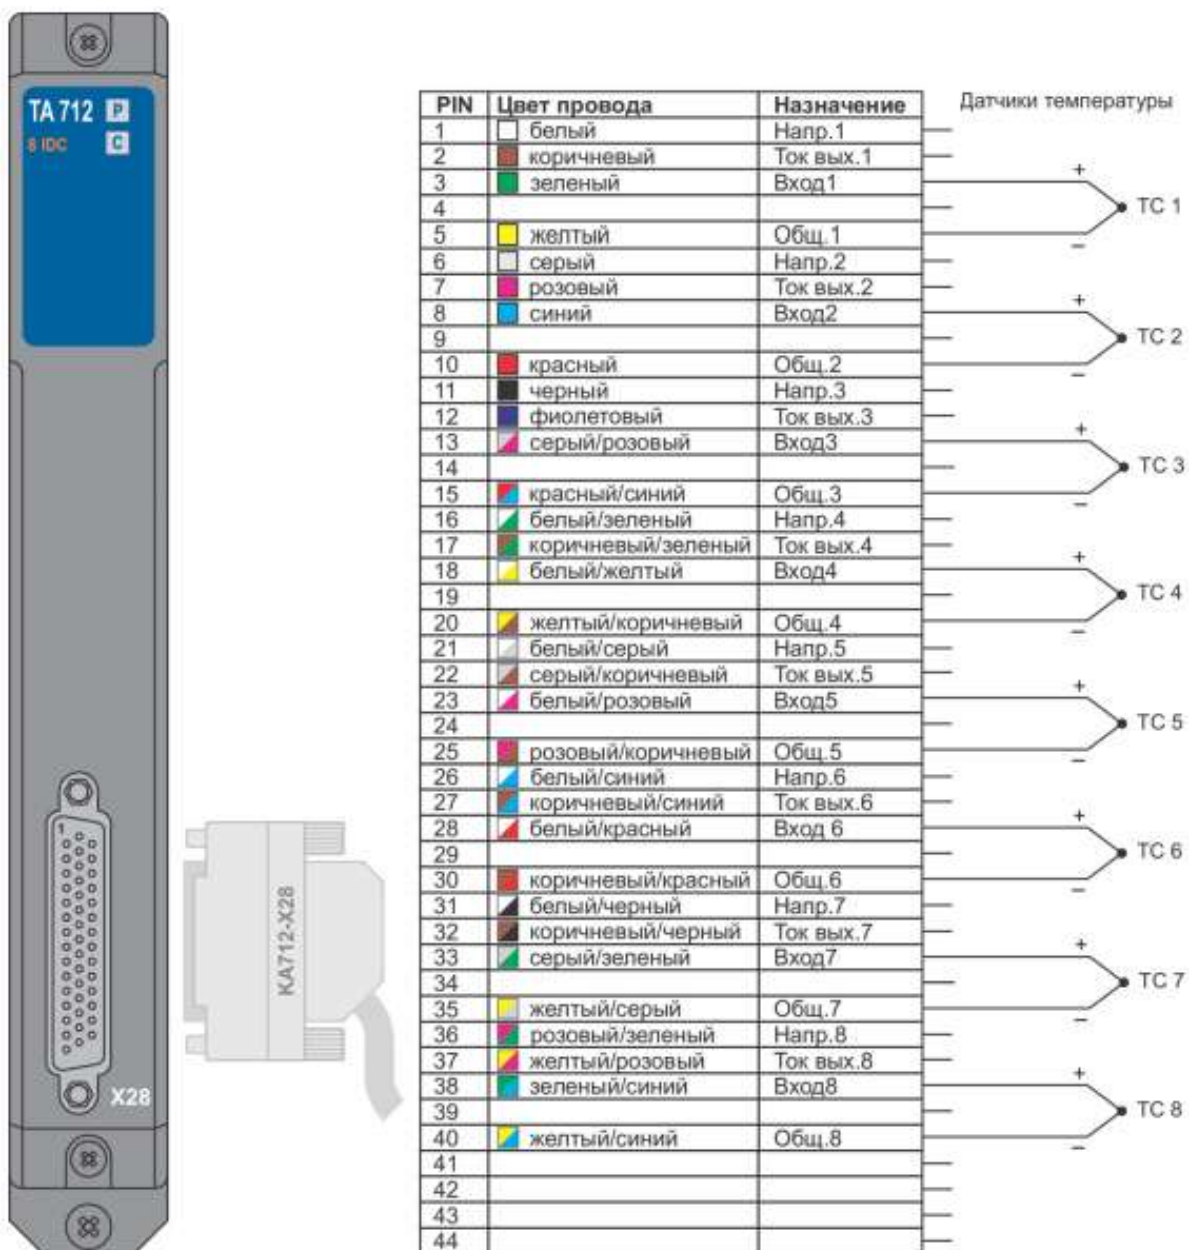 TA 712 P
8 IDC C
1
X28
KA712-X28
PIN Цвет провода Назначение Датчики температуры
1 белый Напр.1
2 коричневый Ток вых.1
3 зеленый Вход1 +
4 TC 1
5 желтый Общ.1 –
6 серый Напр.2
7 розовый Ток вых.2
8 синий Вход2 +
9 TC 2
10 красный Общ.2 –
11 черный Напр.3
12 фиолетовый Ток вых.3
13 серый/розовый Вход3 +
14 TC 3
15 красный/синий Общ.3 –
16 белый/зеленый Напр.4
17 коричневый/зеленый Ток вых.4
18 белый/желтый Вход4 +
19 TC 4
20 желтый/коричневый Общ.4 –
21 белый/серый Напр.5
22 серый/коричневый Ток вых.5
23 белый/розовый Вход5 +
24 TC 5
25 розовый/коричневый Общ.5 –
26 белый/синий Напр.6
27 коричневый/синий Ток вых.6
28 белый/красный Вход 6 +
29 TC 6
30 коричневый/красный Общ.6 –
31 белый/черный Напр.7
32 коричневый/черный Ток вых.7
33 серый/зеленый Вход7 +
34 TC 7
35 желтый/серый Общ.7 –
36 розовый/зеленый Напр.8
37 желтый/розовый Ток вых.8
38 зеленый/синий Вход8 +
39 TC 8
40 желтый/синий Общ.8 –
41
42
43
44